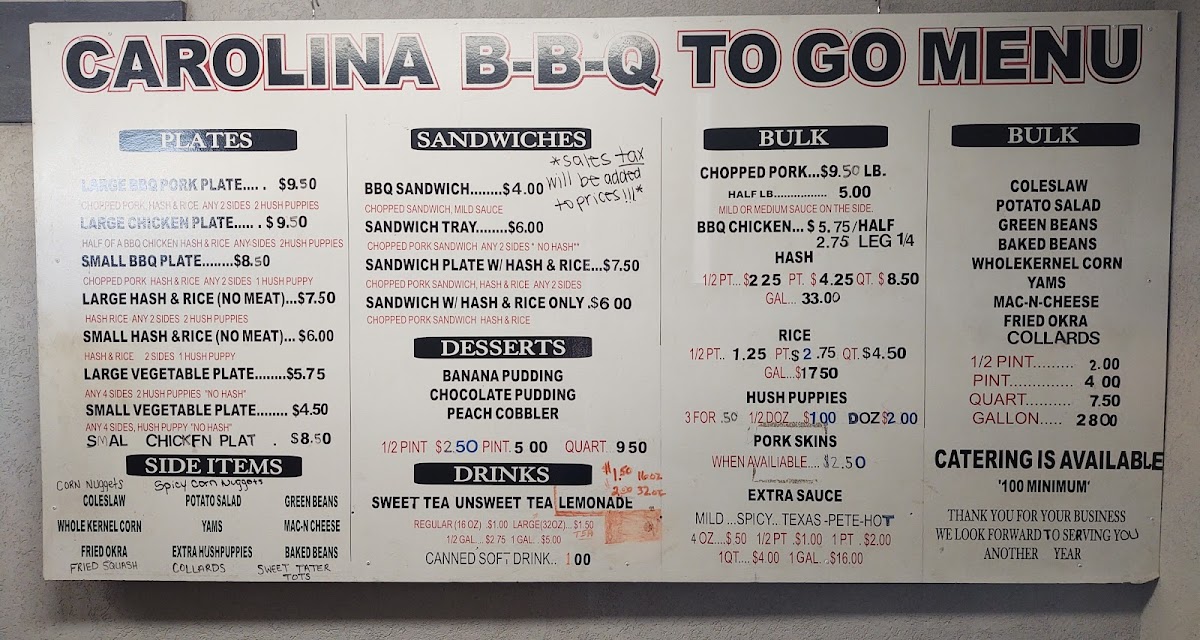 CAROLINA B-B-Q TO GO MENU
PLATES
LARGE BBQ PORK PLATE.... . $9.50
CHOPPED PORK, HASH & RICE ANY 2 SIDES 2 HUSH PUPPIES
LARGE CHICKEN PLATE..... . $9.50
HALF OF A BBQ CHICKEN HASH & RICE ANY-SIDES 2HUSH PUPPIES
SMALL BBQ PLATE........$8.50
CHOPPED PORK HASH & RICE ANY 2 SIDES 1 HUSH PUPPY
LARGE HASH & RICE (NO MEAT)...$7.50
HASH RICE ANY 2 SIDES 2 HUSH PUPPIES
SMALL HASH & RICE (NO MEAT)... $6.00
HASH & RICE 2 SIDES 1 HUSH PUPPY
LARGE VEGETABLE PLATE........$5.75
ANY 4 SIDES 2 HUSH PUPPIES "NO HASH"
SMALL VEGETABLE PLATE........ $4.50
ANY 4 SIDES, HUSH PUPPY "NO HASH"
SMAL CHICKEN PLAT . $8.50
SIDE ITEMS
CORN NUGGETS Spicy Corn Nuggets
COLESLAW POTATO SALAD GREEN BEANS
WHOLE KERNEL CORN YAMS MAC-N CHEESE
FRIED OKRA EXTRA HUSHPUPPIES BAKED BEANS
FRIED SQUASH COLLARDS SWEET TATER
TOTS
SANDWICHES
*sales tax
will be added
to prices!!!*
BBQ SANDWICH........$4.00
CHOPPED SANDWICH, MILD SAUCE
SANDWICH TRAY........$6.00
CHOPPED PORK SANDWICH ANY 2 SIDES * NO HASH**
SANDWICH PLATE W/ HASH & RICE...$7.50
CHOPPED PORK SANDWICH, HASH & RICE, ANY 2 SIDES
SANDWICH W/ HASH & RICE ONLY .$6 00
CHOPPED PORK SANDWICH HASH & RICE
DESSERTS
BANANA PUDDING
CHOCOLATE PUDDING
PEACH COBBLER
1/2 PINT $2.50 PINT. 5 00 QUART. 9 50
DRINKS
SWEET TEA UNSWEET TEA LEMONADE
$1.50 16oz
2.50 32oz
REGULAR (16 OZ) .$1.00 LARGE(32OZ)... $1.50
TEA
1/2 GAL.... $2.75 1 GAL.. $5.00
CANNED SOFT DRINK.. 1 00
BULK
CHOPPED PORK...$9.50 LB.
HALF LB................ 5.00
MILD OR MEDIUM SAUCE ON THE SIDE.
BBQ CHICKEN... $ 5.75/HALF
2.75 LEG 1/4
HASH
1/2 PT... $2 25 PT. $ 4.25 QT. $ 8.50
GAL... 33.00
RICE
1/2 PT.. 1.25 PT.$ 2 .75 QT. $4.50
GAL...$17 50
HUSH PUPPIES
3 FOR .50 1/2 DOZ....$1.00 DOZ$2 00
PORK SKINS
WHEN AVAILIABLE.... $2.50
EXTRA SAUCE
MILD ...SPICY.. TEXAS -PETE-HOT
4 OZ....$ 50 1/2 PT .$1.00 1 PT . $2.00
1QT.... $4.00 1 GAL..$16.00
BULK
COLESLAW
POTATO SALAD
GREEN BEANS
BAKED BEANS
WHOLEKERNEL CORN
YAMS
MAC-N-CHEESE
FRIED OKRA
COLLARDS
1/2 PINT......... 2.00
PINT.............. 4 00
QUART........... 7.50
GALLON.......... 28 00
CATERING IS AVAILABLE
'100 MINIMUM'
THANK YOU FOR YOUR BUSINESS
WE LOOK FORWARD TO SERVING YOU
ANOTHER YEAR